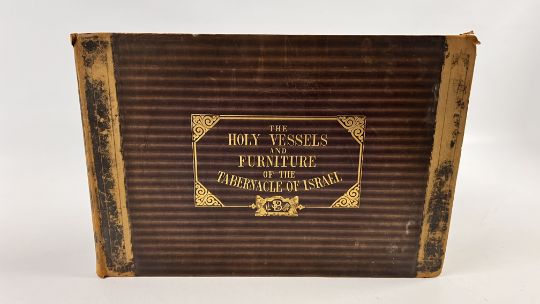 THE
HOLY VESSELS
AND
FURNITURE
OF THE
TABERNACLE OF ISRAEL
B